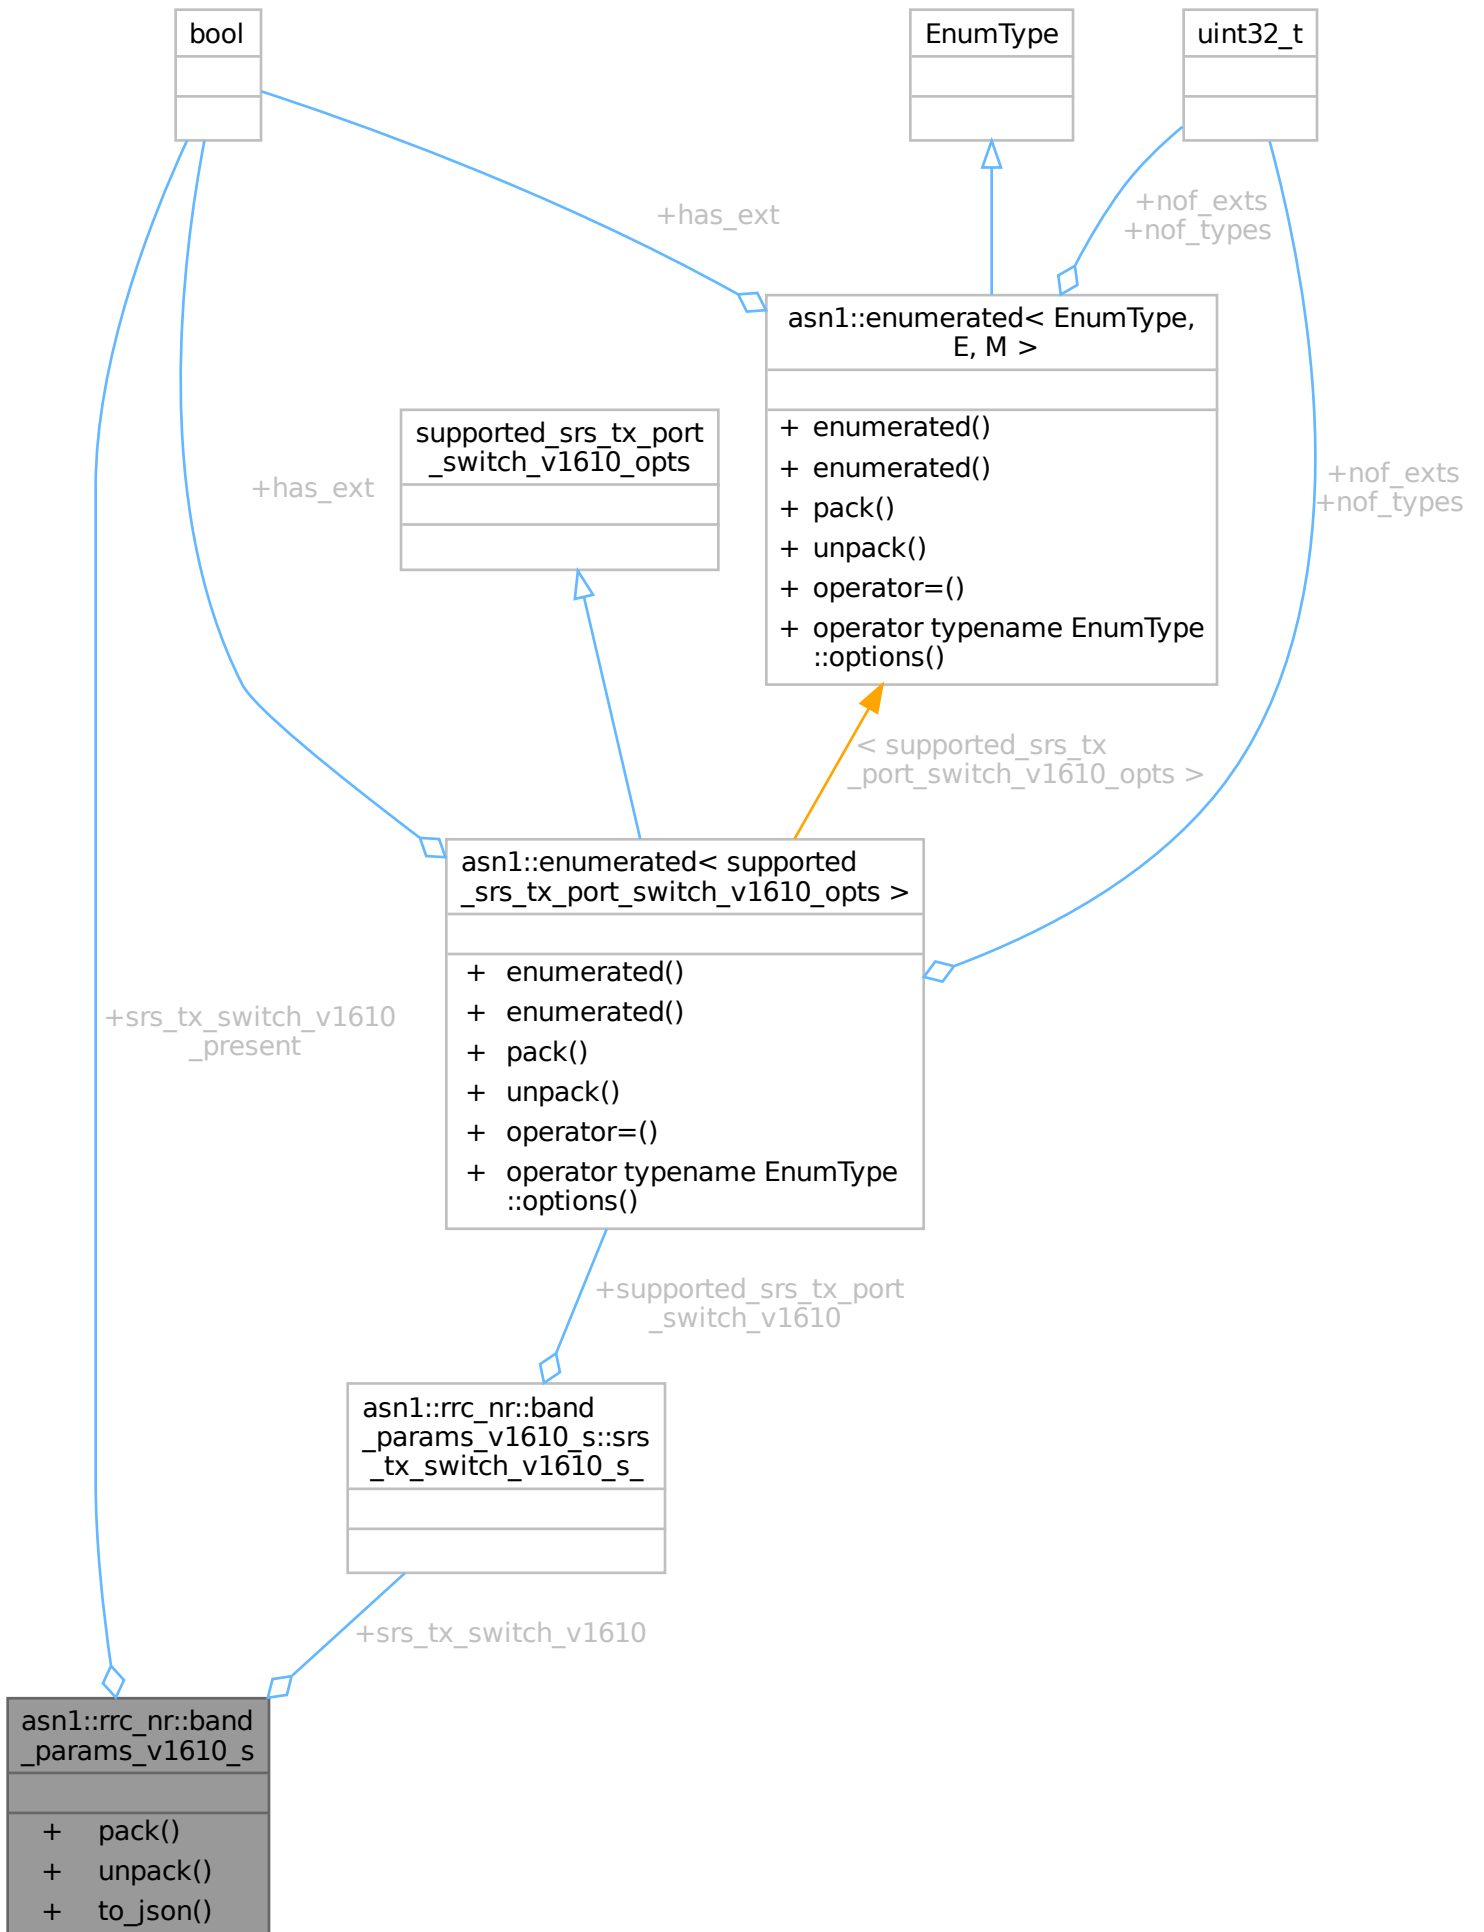 bool
EnumType
uint32_t
+has_ext
+nof_exts
+nof_types
asn1::enumerated< EnumType,
E, M >
+ enumerated()
+ enumerated()
+ pack()
+ unpack()
+ operator=()
+ operator typename EnumType
::options()
supported_srs_tx_port
_switch_v1610_opts
+has_ext
+nof_exts
+nof_types
< supported_srs_tx
_port_switch_v1610_opts >
asn1::enumerated< supported
_srs_tx_port_switch_v1610_opts >
+ enumerated()
+ enumerated()
+ pack()
+ unpack()
+ operator=()
+ operator typename EnumType
::options()
+srs_tx_switch_v1610
_present
+supported_srs_tx_port
_switch_v1610
asn1::rrc_nr::band
_params_v1610_s::srs
_tx_switch_v1610_s_
+srs_tx_switch_v1610
asn1::rrc_nr::band
_params_v1610_s
+ pack()
+ unpack()
+ to_json()